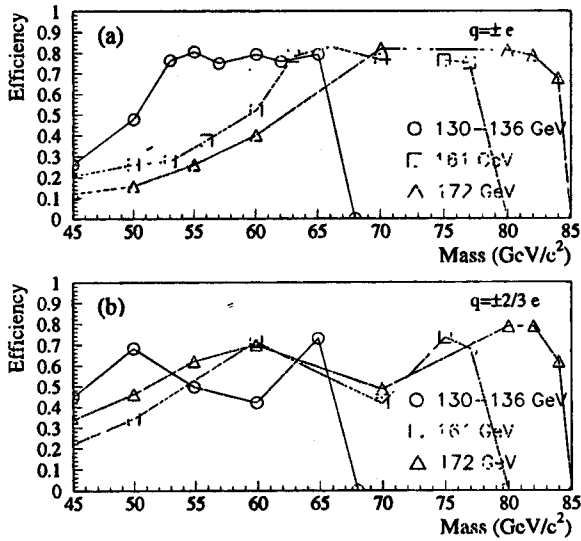 (a)
q=± e
Efficiency
1
0.9
0.8
0.7
0.6
0.5
0.4
0.3
0.2
0.1
0
130-136 GeV
161 GeV
172 GeV
45 50 55 60 65 70 75 80 85
Mass (GeV/c²)
(b)
q=±2/3 e
Efficiency
1
0.9
0.8
0.7
0.6
0.5
0.4
0.3
0.2
0.1
0
130-136 GeV
161 GeV
172 GeV
45 50 55 60 65 70 75 80 85
Mass (GeV/c²)